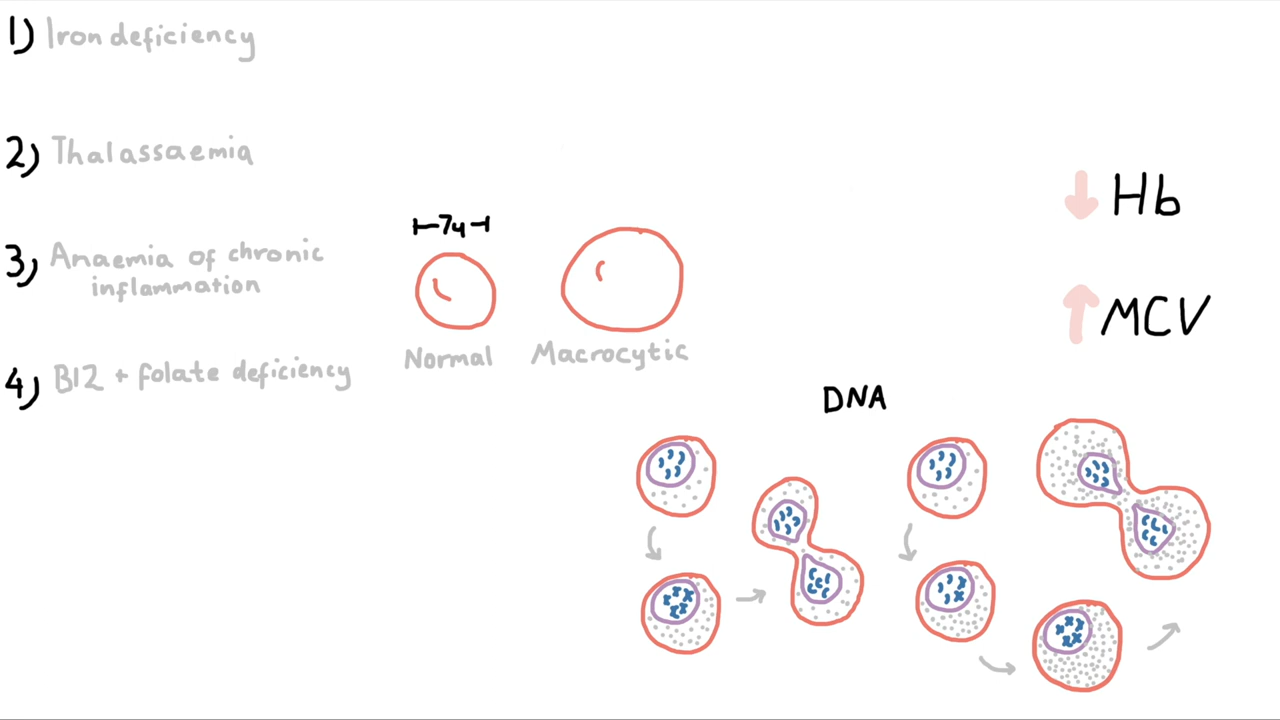 1) Iron deficiency
2) Thalassaemia
3) Anaemia of chronic
inflammation
4) B12 + folate deficiency
7μ
Normal
Macrocytic
↓ Hb
↑ MCV
DNA